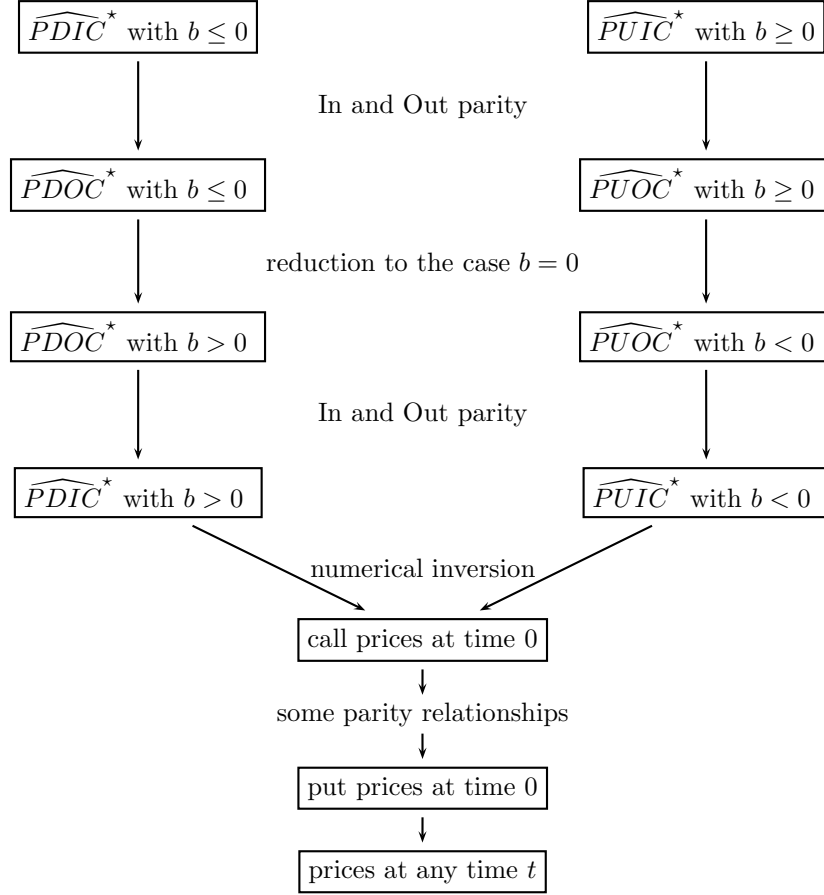 $\widehat{PDIC}^{\star}$ with $b \leq 0$
$\widehat{PUIC}^{\star}$ with $b \geq 0$
In and Out parity
$\widehat{PDOC}^{\star}$ with $b \leq 0$
$\widehat{PUOC}^{\star}$ with $b \geq 0$
reduction to the case $b = 0$
$\widehat{PDOC}^{\star}$ with $b > 0$
$\widehat{PUOC}^{\star}$ with $b < 0$
In and Out parity
$\widehat{PDIC}^{\star}$ with $b > 0$
$\widehat{PUIC}^{\star}$ with $b < 0$
numerical inversion
call prices at time 0
some parity relationships
put prices at time 0
prices at any time $t$